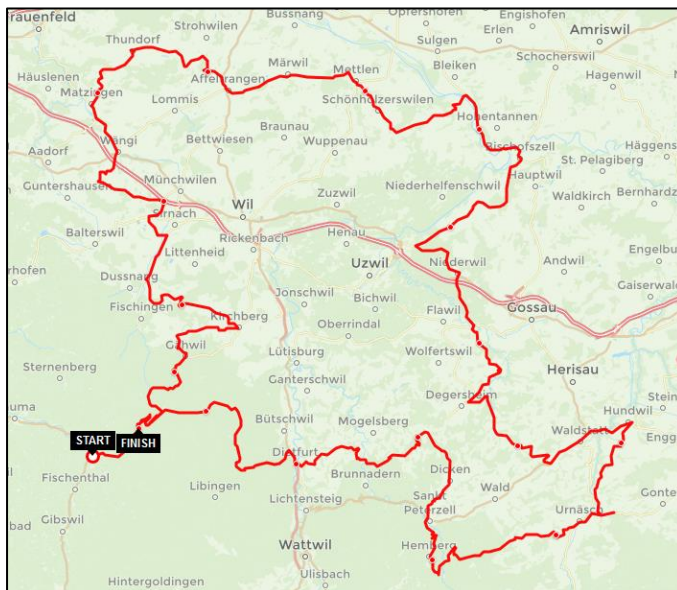 rauenfeld
Strohwilen
Bussnang
Opfershofen
Engishofen
Thundorf
Sulgen
Erlen
Amriswil
Häuslenen
Affeltrangen
Märwil
Mettlen
Bleiken
Schocherswil
Matzingen
Lommis
Schönholzerswilen
Hagenwil
Braunau
Hohentannen
Wängi
Bettwiesen
Wuppenau
Bischofszell
Aadorf
St. Pelagiberg
Häggens
Guntershausen
Münchwilen
Zuzwil
Niederhelfenschwil
Hauptwil
Waldkirch
Bernhardz
Wil
Sirnach
Balterswil
Rickenbach
Henau
Littenheid
Niederwil
Andwil
Engelbu
erhofen
Uzwil
Dussnang
Gaiserwald
Jonschwil
Bichwil
Fischingen
Gossau
Kirchberg
Oberrindal
Flawil
Sternenberg
Gähwil
Lütisburg
Wolfertswil
Ganterschwil
Herisau
Degersheim
Stein
uma
Hundwil
Bütschwil
Mogelsberg
Waldstatt
START
FINISH
Dietfurt
Engg
Fischenthal
Libingen
Brunnadern
Dicken
Lichtensteig
Wald
Gonte
bad
Gibswil
Sankt
Peterzell
Urnäsch
Wattwil
Hemberg
Hintergoldingen
Ulisbach